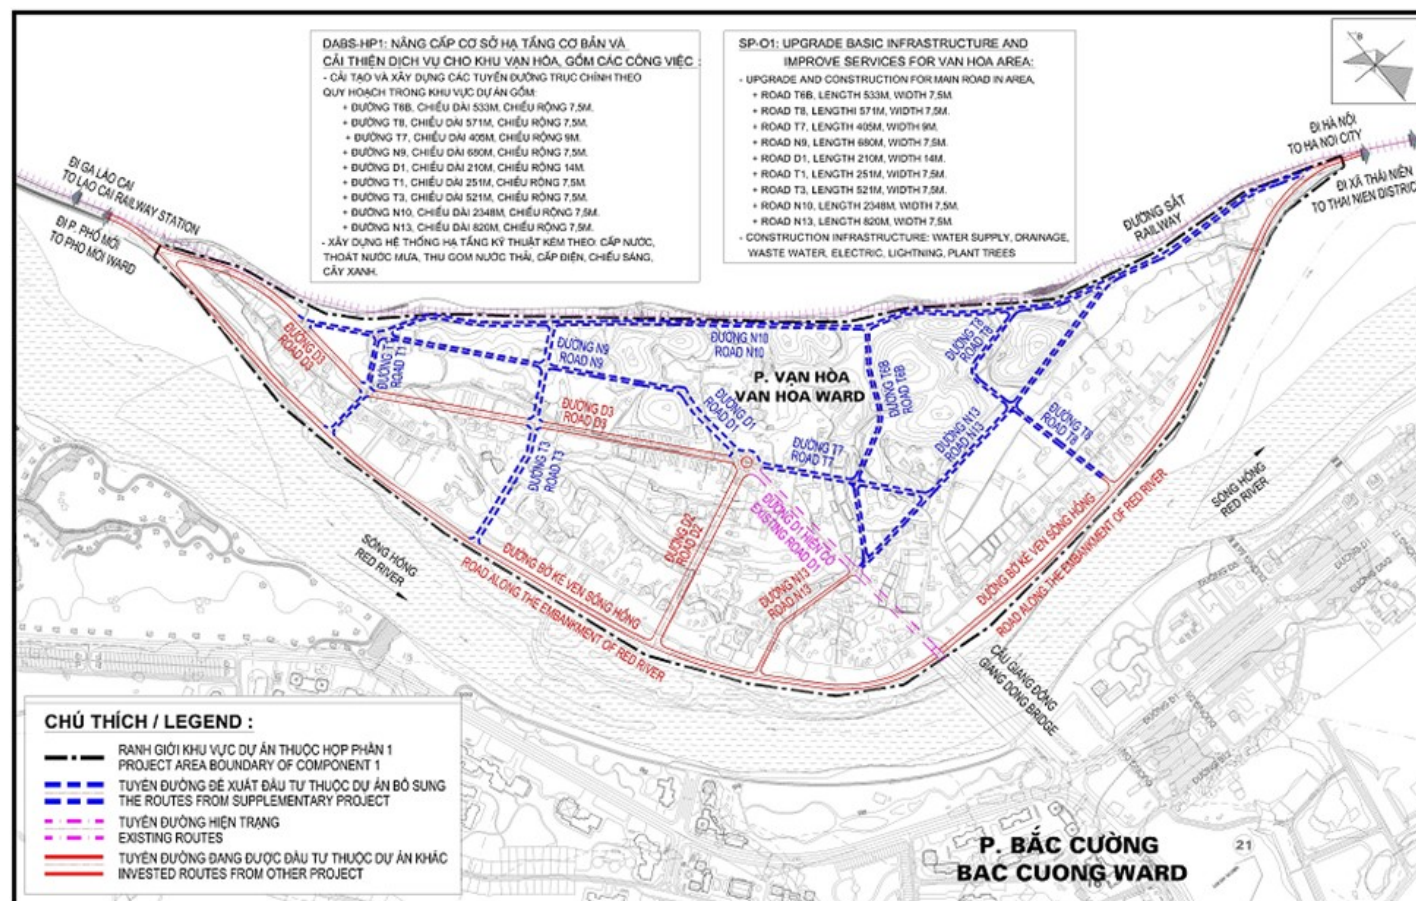 DABS-HP1: NÂNG CẤP CƠ SỞ HẠ TẦNG CƠ BẢN VÀ
CẢI THIỆN DỊCH VỤ CHO KHU VẠN HÒA, GỒM CÁC CÔNG VIỆC :
- CẢI TẠO VÀ XÂY DỰNG CÁC TUYẾN ĐƯỜNG TRỤC CHÍNH THEO
QUY HOẠCH TRONG KHU VỰC DỰ ÁN GỒM:
+ ĐƯỜNG T6B, CHIỀU DÀI 533M, CHIỀU RỘNG 7,5M.
+ ĐƯỜNG T8, CHIỀU DÀI 571M, CHIỀU RỘNG 7,5M.
+ ĐƯỜNG T7, CHIỀU DÀI 405M, CHIỀU RỘNG 9M.
+ ĐƯỜNG N9, CHIỀU DÀI 680M, CHIỀU RỘNG 7,5M.
+ ĐƯỜNG D1, CHIỀU DÀI 210M, CHIỀU RỘNG 14M.
+ ĐƯỜNG T1, CHIỀU DÀI 251M, CHIỀU RỘNG 7,5M.
+ ĐƯỜNG T3, CHIỀU DÀI 521M, CHIỀU RỘNG 7,5M.
+ ĐƯỜNG N10, CHIỀU DÀI 2348M, CHIỀU RỘNG 7,5M.
+ ĐƯỜNG N13, CHIỀU DÀI 820M, CHIỀU RỘNG 7,5M.
- XÂY DỰNG HỆ THỐNG HẠ TẦNG KỸ THUẬT KÈM THEO: CẤP NƯỚC,
THOÁT NƯỚC MƯA, THU GOM NƯỚC THẢI, CẤP ĐIỆN, CHIẾU SÁNG,
CÂY XANH.
SP-O1: UPGRADE BASIC INFRASTRUCTURE AND
IMPROVE SERVICES FOR VAN HOA AREA:
- UPGRADE AND CONSTRUCTION FOR MAIN ROAD IN AREA,
+ ROAD T6B, LENGTH 533M, WIDTH 7,5M.
+ ROAD T8, LENGTHI 571M, WIDTH 7,5M.
+ ROAD T7, LENGTH 405M, WIDTH 9M.
+ ROAD N9, LENGTH 680M, WIDTH 7,5M.
+ ROAD D1, LENGTH 210M, WIDTH 14M.
+ ROAD T1, LENGTH 251M, WIDTH 7,5M.
+ ROAD T3, LENGTH 521M, WIDTH 7,5M.
+ ROAD N10, LENGTH 2348M, WIDTH 7,5M.
+ ROAD N13, LENGTH 820M, WIDTH 7,5M.
- CONSTRUCTION INFRASTRUCTURE: WATER SUPPLY, DRAINAGE,
WASTE WATER, ELECTRIC, LIGHTNING, PLANT TREES
B
ĐI GA LÀO CAI
TO LAO CAI RAILWAY STATION
ĐI P. PHỐ MỚI
TO PHO MOI WARD
ĐI HÀ NỘI
TO HA NOI CITY
ĐI XÃ THÁI NIÊN
TO THAI NIEN DISTRIC
ĐƯỜNG SẮT
RAILWAY
ĐƯỜNG D3
ROAD D3
ĐƯỜNG T1
ROAD T1
ĐƯỜNG N9
ROAD N9
ĐƯỜNG N10
ROAD N10
P. VẠN HÒA
VAN HOA WARD
ĐƯỜNG T6B
ROAD T6B
ĐƯỜNG T8
ROAD T8
ĐƯỜNG D3
ROAD D3
ĐƯỜNG D1
ROAD D1
ĐƯỜNG T7
ROAD T7
ĐƯỜNG N13
ROAD N13
ĐƯỜNG T8
ROAD T8
ĐƯỜNG T3
ROAD T3
ĐƯỜNG D2
ROAD D2
ĐƯỜNG D1 HIỆN CÓ
EXISTING ROAD D1
ĐƯỜNG N13
ROAD N13
SÔNG HỒNG
RED RIVER
ĐƯỜNG BỜ KÈ VEN SÔNG HỒNG
ROAD ALONG THE EMBANKMENT OF RED RIVER
ĐƯỜNG BỜ KÈ VEN SÔNG HỒNG
ROAD ALONG THE EMBANKMENT OF RED RIVER
SÔNG HỒNG
RED RIVER
CẦU GIANG ĐÔNG
GIANG DONG BRIDGE
ĐƯỜNG D1
CHÚ THÍCH / LEGEND :
RANH GIỚI KHU VỰC DỰ ÁN THUỘC HỢP PHẦN 1
PROJECT AREA BOUNDARY OF COMPONENT 1
TUYẾN ĐƯỜNG ĐỀ XUẤT ĐẦU TƯ THUỘC DỰ ÁN BỔ SUNG
THE ROUTES FROM SUPPLEMENTARY PROJECT
TUYẾN ĐƯỜNG HIỆN TRẠNG
EXISTING ROUTES
TUYẾN ĐƯỜNG ĐANG ĐƯỢC ĐẦU TƯ THUỘC DỰ ÁN KHÁC
INVESTED ROUTES FROM OTHER PROJECT
P. BẮC CƯỜNG
BAC CUONG WARD
21